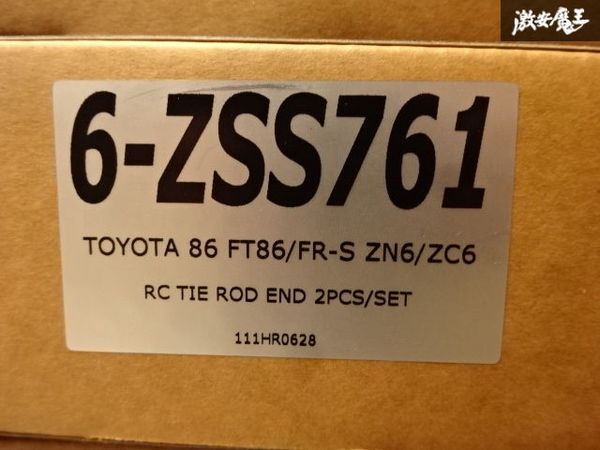 激安魔王
6-ZSS761
TOYOTA 86 FT86/FR-S ZN6/ZC6
RC TIE ROD END 2PCS/SET
111HR0628